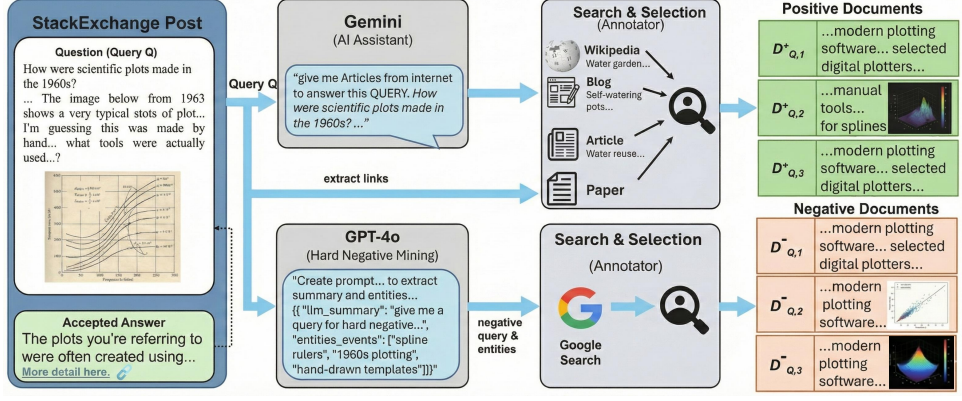 StackExchange Post
Question (Query Q)
How were scientific plots made in
the 1960s?
... The image below from 1963
shows a very typical stots of plot...
I'm guessing this was made by
hand... what tools were actually
used...?
Accepted Answer
The plots you're referring to
were often created using...
More detail here.
Query Q
Gemini
(AI Assistant)
"give me Articles from internet
to answer this QUERY. How
were scientific plots made in
the 1960s? ..."
extract links
GPT-4o
(Hard Negative Mining)
"Create prompt... to extract
summary and entities...
{{ "llm_summary": "give me a
query for hard negative...",
"entities_events": ["spline
rulers", "1960s plotting",
"hand-drawn templates"]}}"
negative
query &
entities
Search & Selection
(Annotator)
Wikipedia
Water garden...
Blog
Self-watering
pots...
Article
Water reuse...
Paper
Search & Selection
(Annotator)
Google
Search
Positive Documents
D+Q,1
...modern plotting
software... selected
digital plotters...
D+Q,2
...manual
tools...
for splines
D+Q,3
...modern plotting
software... selected
digital plotters...
Negative Documents
D-Q,1
...modern plotting
software... selected
digital plotters...
D-Q,2
...modern
plotting
software...
D-Q,3
...modern
plotting
software...